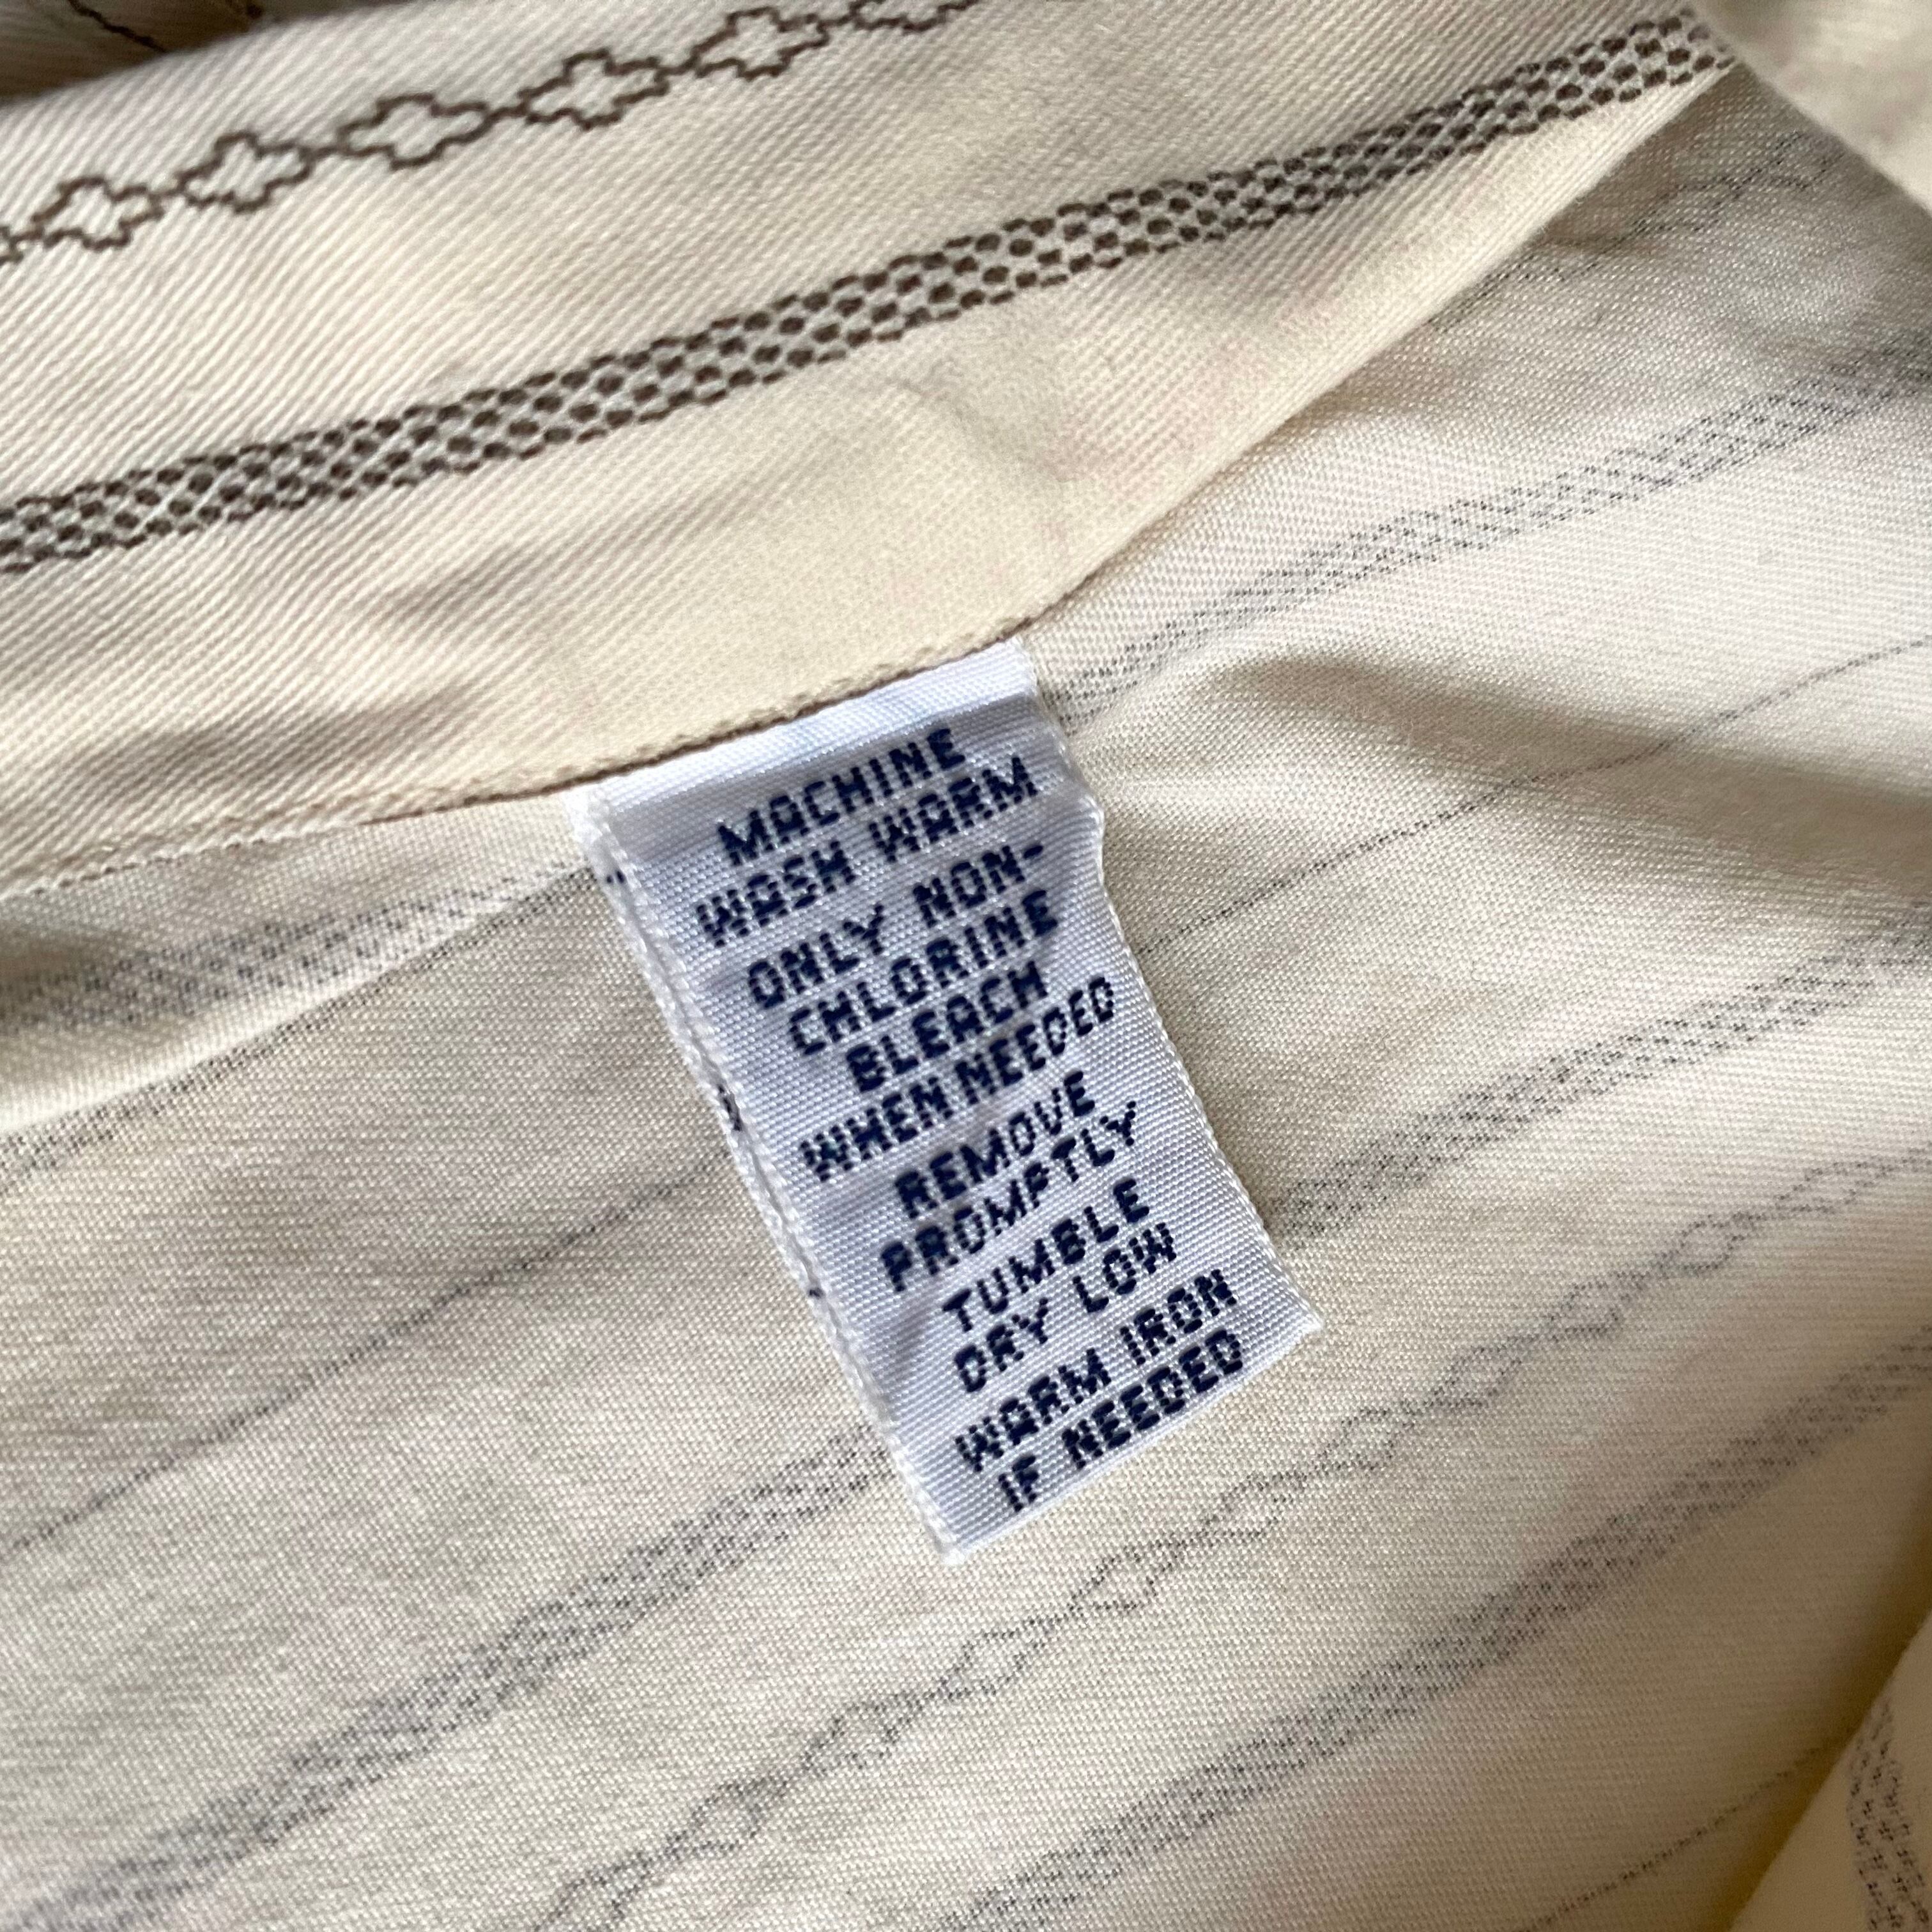 MACHINE
WASH WARM
ONLY NON-
CHLORINE
BLEACH
WHEN NEEDED
REMOVE
PROMPTLY
TUMBLE
DRY LOW
WARM IRON
IF NEEDED